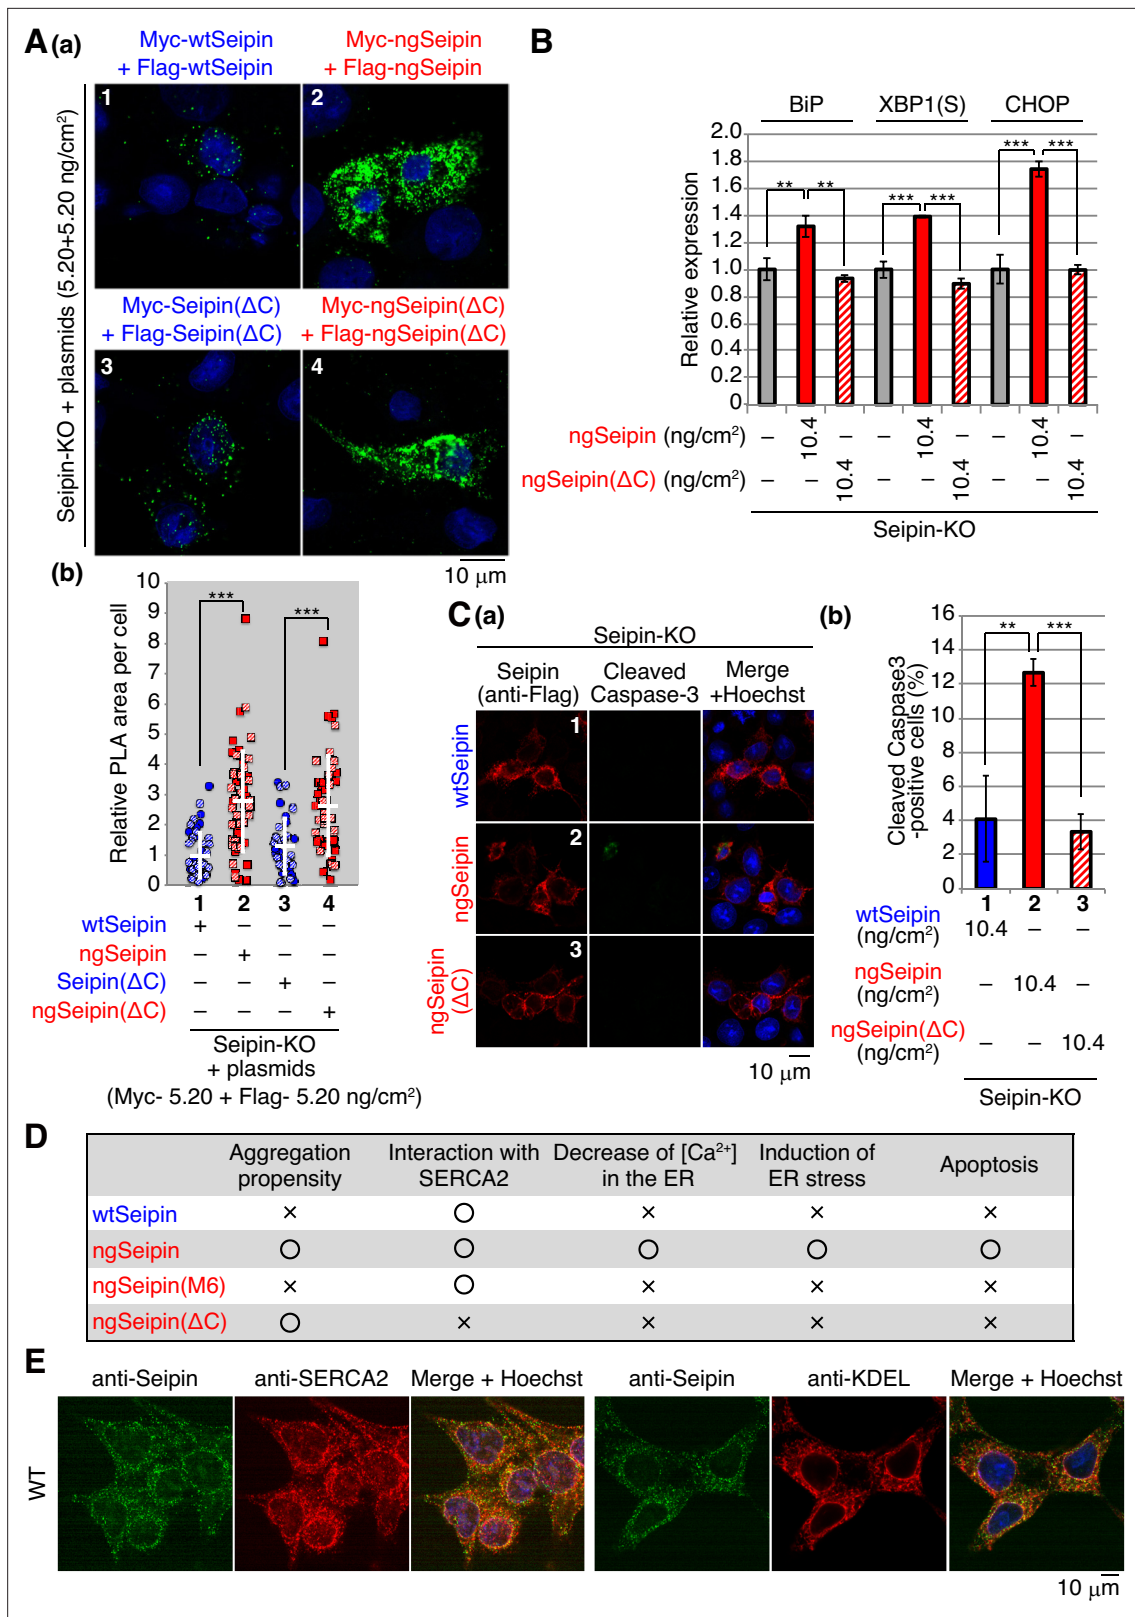 A (a)
Myc-wtSeipin
+ Flag-wtSeipin
Myc-ngSeipin
+ Flag-ngSeipin
Seipin-KO + plasmids (5.20+5.20 ng/cm²)
1
2
Myc-Seipin(ΔC)
+ Flag-Seipin(ΔC)
Myc-ngSeipin(ΔC)
+ Flag-ngSeipin(ΔC)
3
4
10 μm
(b)
Relative PLA area per cell
10
9
8
7
6
5
4
3
2
1
0
*** ***
1 2 3 4
wtSeipin + – – –
ngSeipin – + – –
Seipin(ΔC) – – + –
ngSeipin(ΔC) – – – +
Seipin-KO
+ plasmids
(Myc- 5.20 + Flag- 5.20 ng/cm²)
B
BiP XBP1(S) CHOP
Relative expression
2.0
1.8
1.6
1.4
1.2
1.0
0.8
0.6
0.4
0.2
0
** ** *** *** *** ***
ngSeipin (ng/cm²) – 10.4 – – 10.4 – – 10.4 –
ngSeipin(ΔC) (ng/cm²) – – 10.4 – – 10.4 – – 10.4
Seipin-KO
C (a)
Seipin-KO
Seipin
(anti-Flag)
Cleaved
Caspase-3
Merge
+Hoechst
wtSeipin
1
ngSeipin
2
ngSeipin
(ΔC)
3
10 μm
(b)
Cleaved Caspase3
-positive cells (%)
16
14
12
10
8
6
4
2
0
** ***
1 2 3
wtSeipin
(ng/cm²)
10.4 – –
ngSeipin
(ng/cm²)
– 10.4 –
ngSeipin(ΔC)
(ng/cm²)
– – 10.4
Seipin-KO
D
Aggregation
propensity
Interaction with
SERCA2
Decrease of [Ca²⁺]
in the ER
Induction of
ER stress
Apoptosis
wtSeipin × ○ × × ×
ngSeipin ○ ○ ○ ○ ○
ngSeipin(M6) × ○ × × ×
ngSeipin(ΔC) ○ × × × ×
E
anti-Seipin anti-SERCA2 Merge + Hoechst anti-Seipin anti-KDEL Merge + Hoechst
WT
10 μm